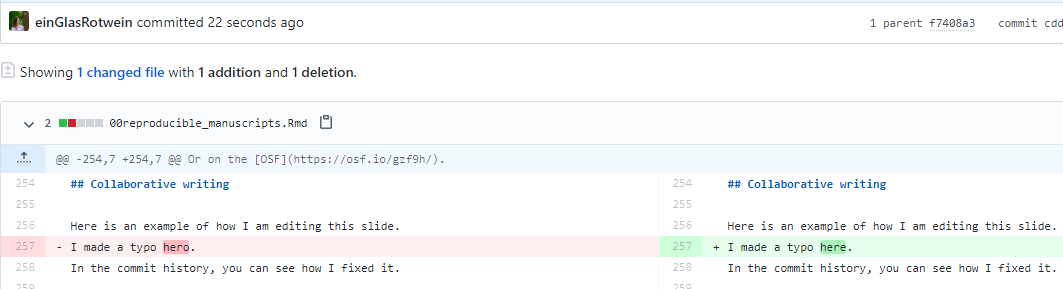 einGlasRotwein committed 22 seconds ago
1 parent f7408a3 commit cdd
Showing 1 changed file with 1 addition and 1 deletion.
2 00reproducible_manuscripts.Rmd
@@ -254,7 +254,7 @@ Or on the [OSF](https://osf.io/gzf9h/).
254 ## Collaborative writing
255
256 Here is an example of how I am editing this slide.
257 - I made a typo hero.
258 In the commit history, you can see how I fixed it.
259
254 ## Collaborative writing
255
256 Here is an example of how I am editing this slide.
257 + I made a typo here.
258 In the commit history, you can see how I fixed it.
259